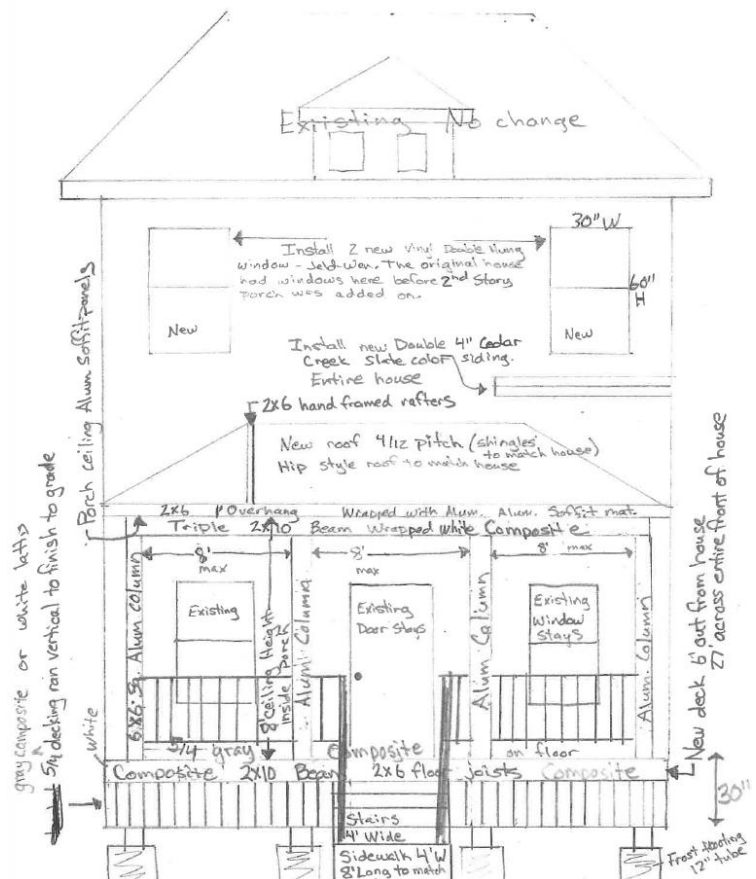 Existing No change
30" W
60" H
Install 2 new vinyl Double Hung
window - Jeld-Wen. The original house
had windows here before 2nd Story
porch was added on.
New
New
Install new Double 4" Cedar
Creek Slate color siding.
Entire house
2x6 hand framed rafters
New roof 4/12 pitch (shingles
to match house)
Hip style roof to match house
Porch ceiling Alum Soffit panels
2x6 1' Overhang Wrapped with Alum. Alum. Soffit mat.
Triple 2x10 Beam Wrapped white Composite
8' max
8' max
8' max
Existing
Existing Door Stays
Existing Window Stays
6x6 Sq. Alum column
8' Ceiling Height
inside porch
Alum. Column
Alum Column
Alum. Column
New deck 6' out from house
27' across entire front of house
gray composite or white lattis
5/4 decking ran vertical to finish to grade
white
5/4 gray Composite on floor
Composite 2x10 Beam 2x6 floor joists Composite
30"
Stairs
4' Wide
Sidewalk 4'W
8' Long to match
Frost footing
12" tube